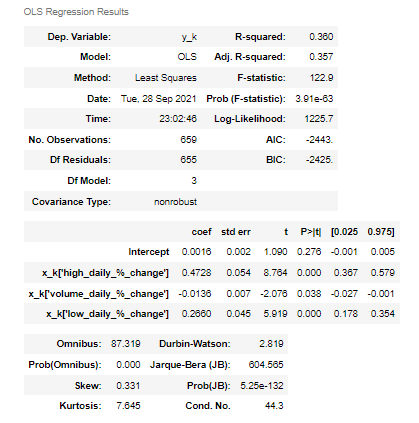 OLS Regression Results
Dep. Variable: y_k R-squared: 0.360
Model: OLS Adj. R-squared: 0.357
Method: Least Squares F-statistic: 122.9
Date: Tue, 28 Sep 2021 Prob (F-statistic): 3.91e-63
Time: 23:02:46 Log-Likelihood: 1225.7
No. Observations: 659 AIC: -2443.
Df Residuals: 655 BIC: -2425.
Df Model: 3
Covariance Type: nonrobust
coef std err t P>|t| [0.025 0.975]
Intercept 0.0016 0.002 1.090 0.276 -0.001 0.005
x_k['high_daily_%_change'] 0.4728 0.054 8.764 0.000 0.367 0.579
x_k['volume_daily_%_change'] -0.0136 0.007 -2.076 0.038 -0.027 -0.001
x_k['low_daily_%_change'] 0.2660 0.045 5.919 0.000 0.178 0.354
Omnibus: 87.319 Durbin-Watson: 2.819
Prob(Omnibus): 0.000 Jarque-Bera (JB): 604.565
Skew: 0.331 Prob(JB): 5.25e-132
Kurtosis: 7.645 Cond. No. 44.3